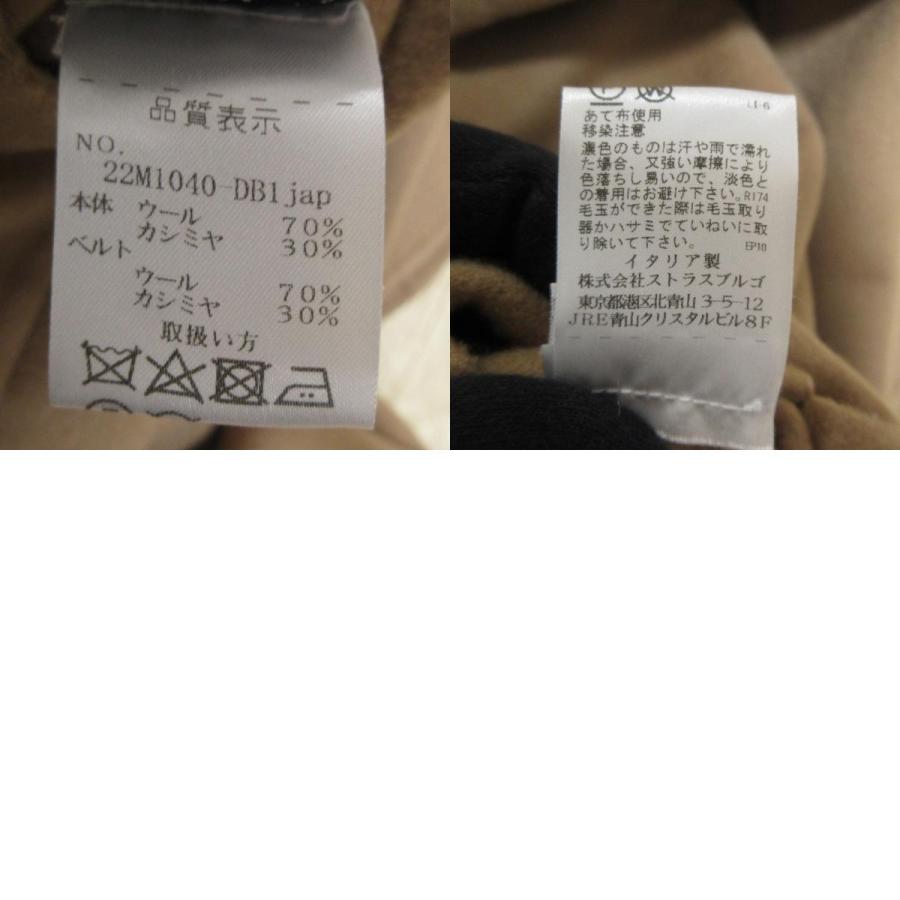 品質表示
NO.
22M1040-DB1jap
本体 ウール 70%
カシミヤ 30%
ベルト
ウール 70%
カシミヤ 30%
取扱い方
LI-6
あて布使用
移染注意
濃色のものは汗や雨で濡れ
た場合、又強い摩擦により
色落ちし易いので、淡色と
の着用はお避け下さい。R174
毛玉ができた際は毛玉取り
器かハサミでていねいに取
り除いて下さい。 EP10
イタリア製
株式会社ストラスブルゴ
東京都港区北青山 3-5-12
JRE青山クリスタルビル8F